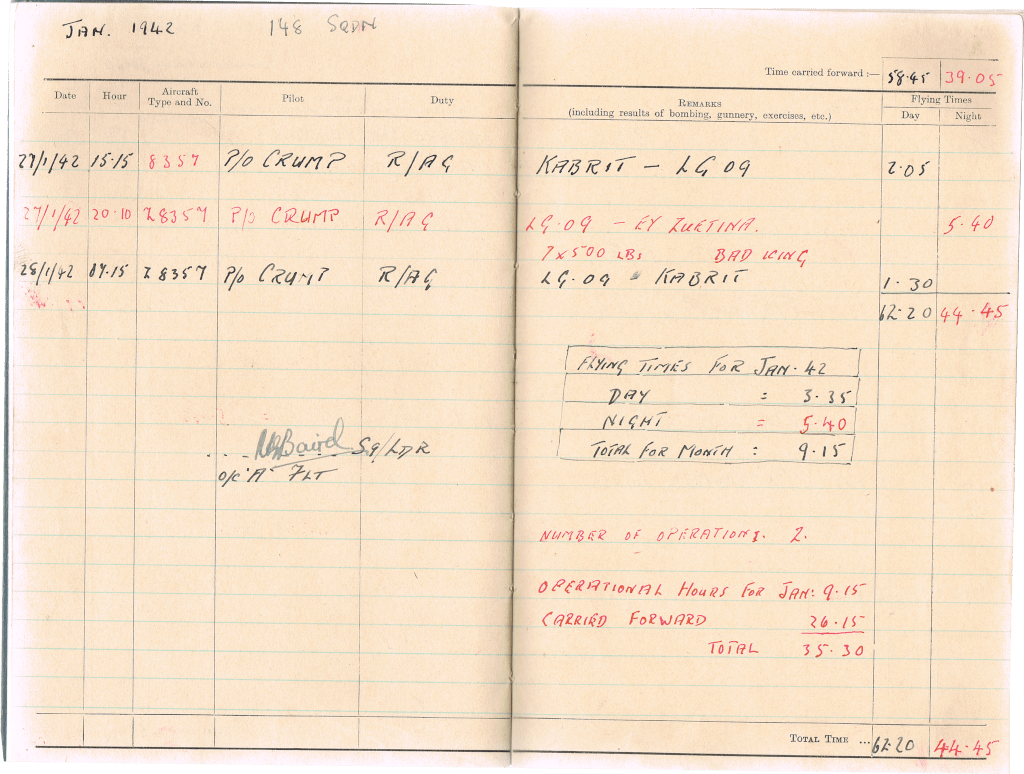 JAN. 1942 148 SQDN
Time carried forward :— 58.45 39.05
Date Hour Aircraft Type and No. Pilot Duty REMARKS (including results of bombing, gunnery, exercises, etc.) Flying Times Day Night
27/1/42 15.15 8357 P/O CRUMP R/AG KABRIT — LG 09 2.05
27/1/42 20.10 Z8357 P/O CRUMP R/AG LG.09 — EY ZUETINA. 5.40
7 x 500 LBS BAD ICING
28/1/42 07.15 Z8357 P/O CRUMP R/AG LG.09 KABRIT 1.30
62.20 44.45
FLYING TIMES FOR JAN. 42
DAY = 3.35
NIGHT = 5.40
TOTAL FOR MONTH : 9.15
Baird SQ/LDR
O/C "A" FLT
NUMBER OF OPERATIONS. 2.
OPERATIONAL HOURS FOR JAN: 9.15
CARRIED FORWARD 26.15
TOTAL 35.30
TOTAL TIME ... 62.20 44.45